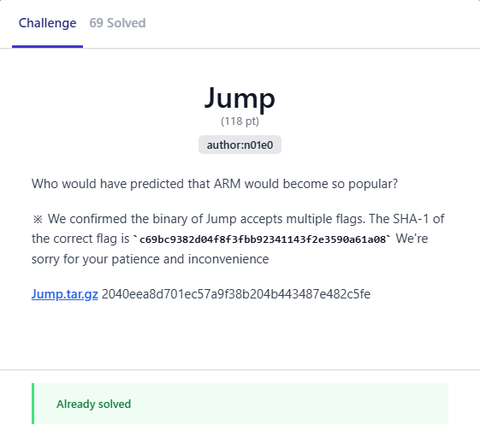 Challenge 69 Solved
Jump
(118 pt)
author:n01e0
Who would have predicted that ARM would become so popular?
※ We confirmed the binary of Jump accepts multiple flags. The SHA-1 of
the correct flag is `c69bc9382d04f8f3fbb92341143f2e3590a61a08` We're
sorry for your patience and inconvenience
Jump.tar.gz 2040eea8d701ec57a9f38b204b443487e482c5fe
Already solved